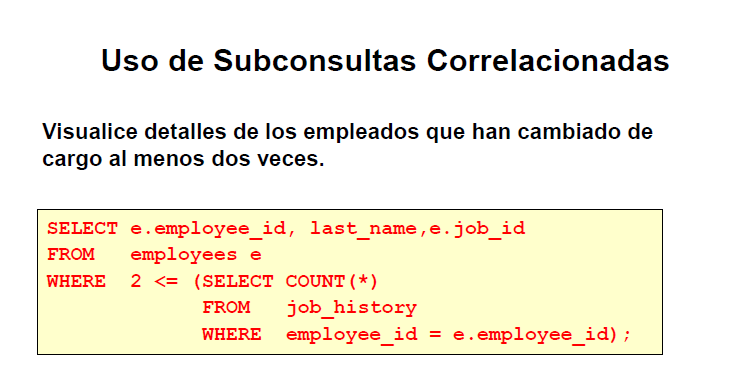 Uso de Subconsultas Correlacionadas
Visualice detalles de los empleados que han cambiado de
cargo al menos dos veces.
SELECT e.employee_id, last_name,e.job_id
FROM   employees e
WHERE  2 <= (SELECT COUNT(*)
             FROM   job_history
             WHERE  employee_id = e.employee_id);